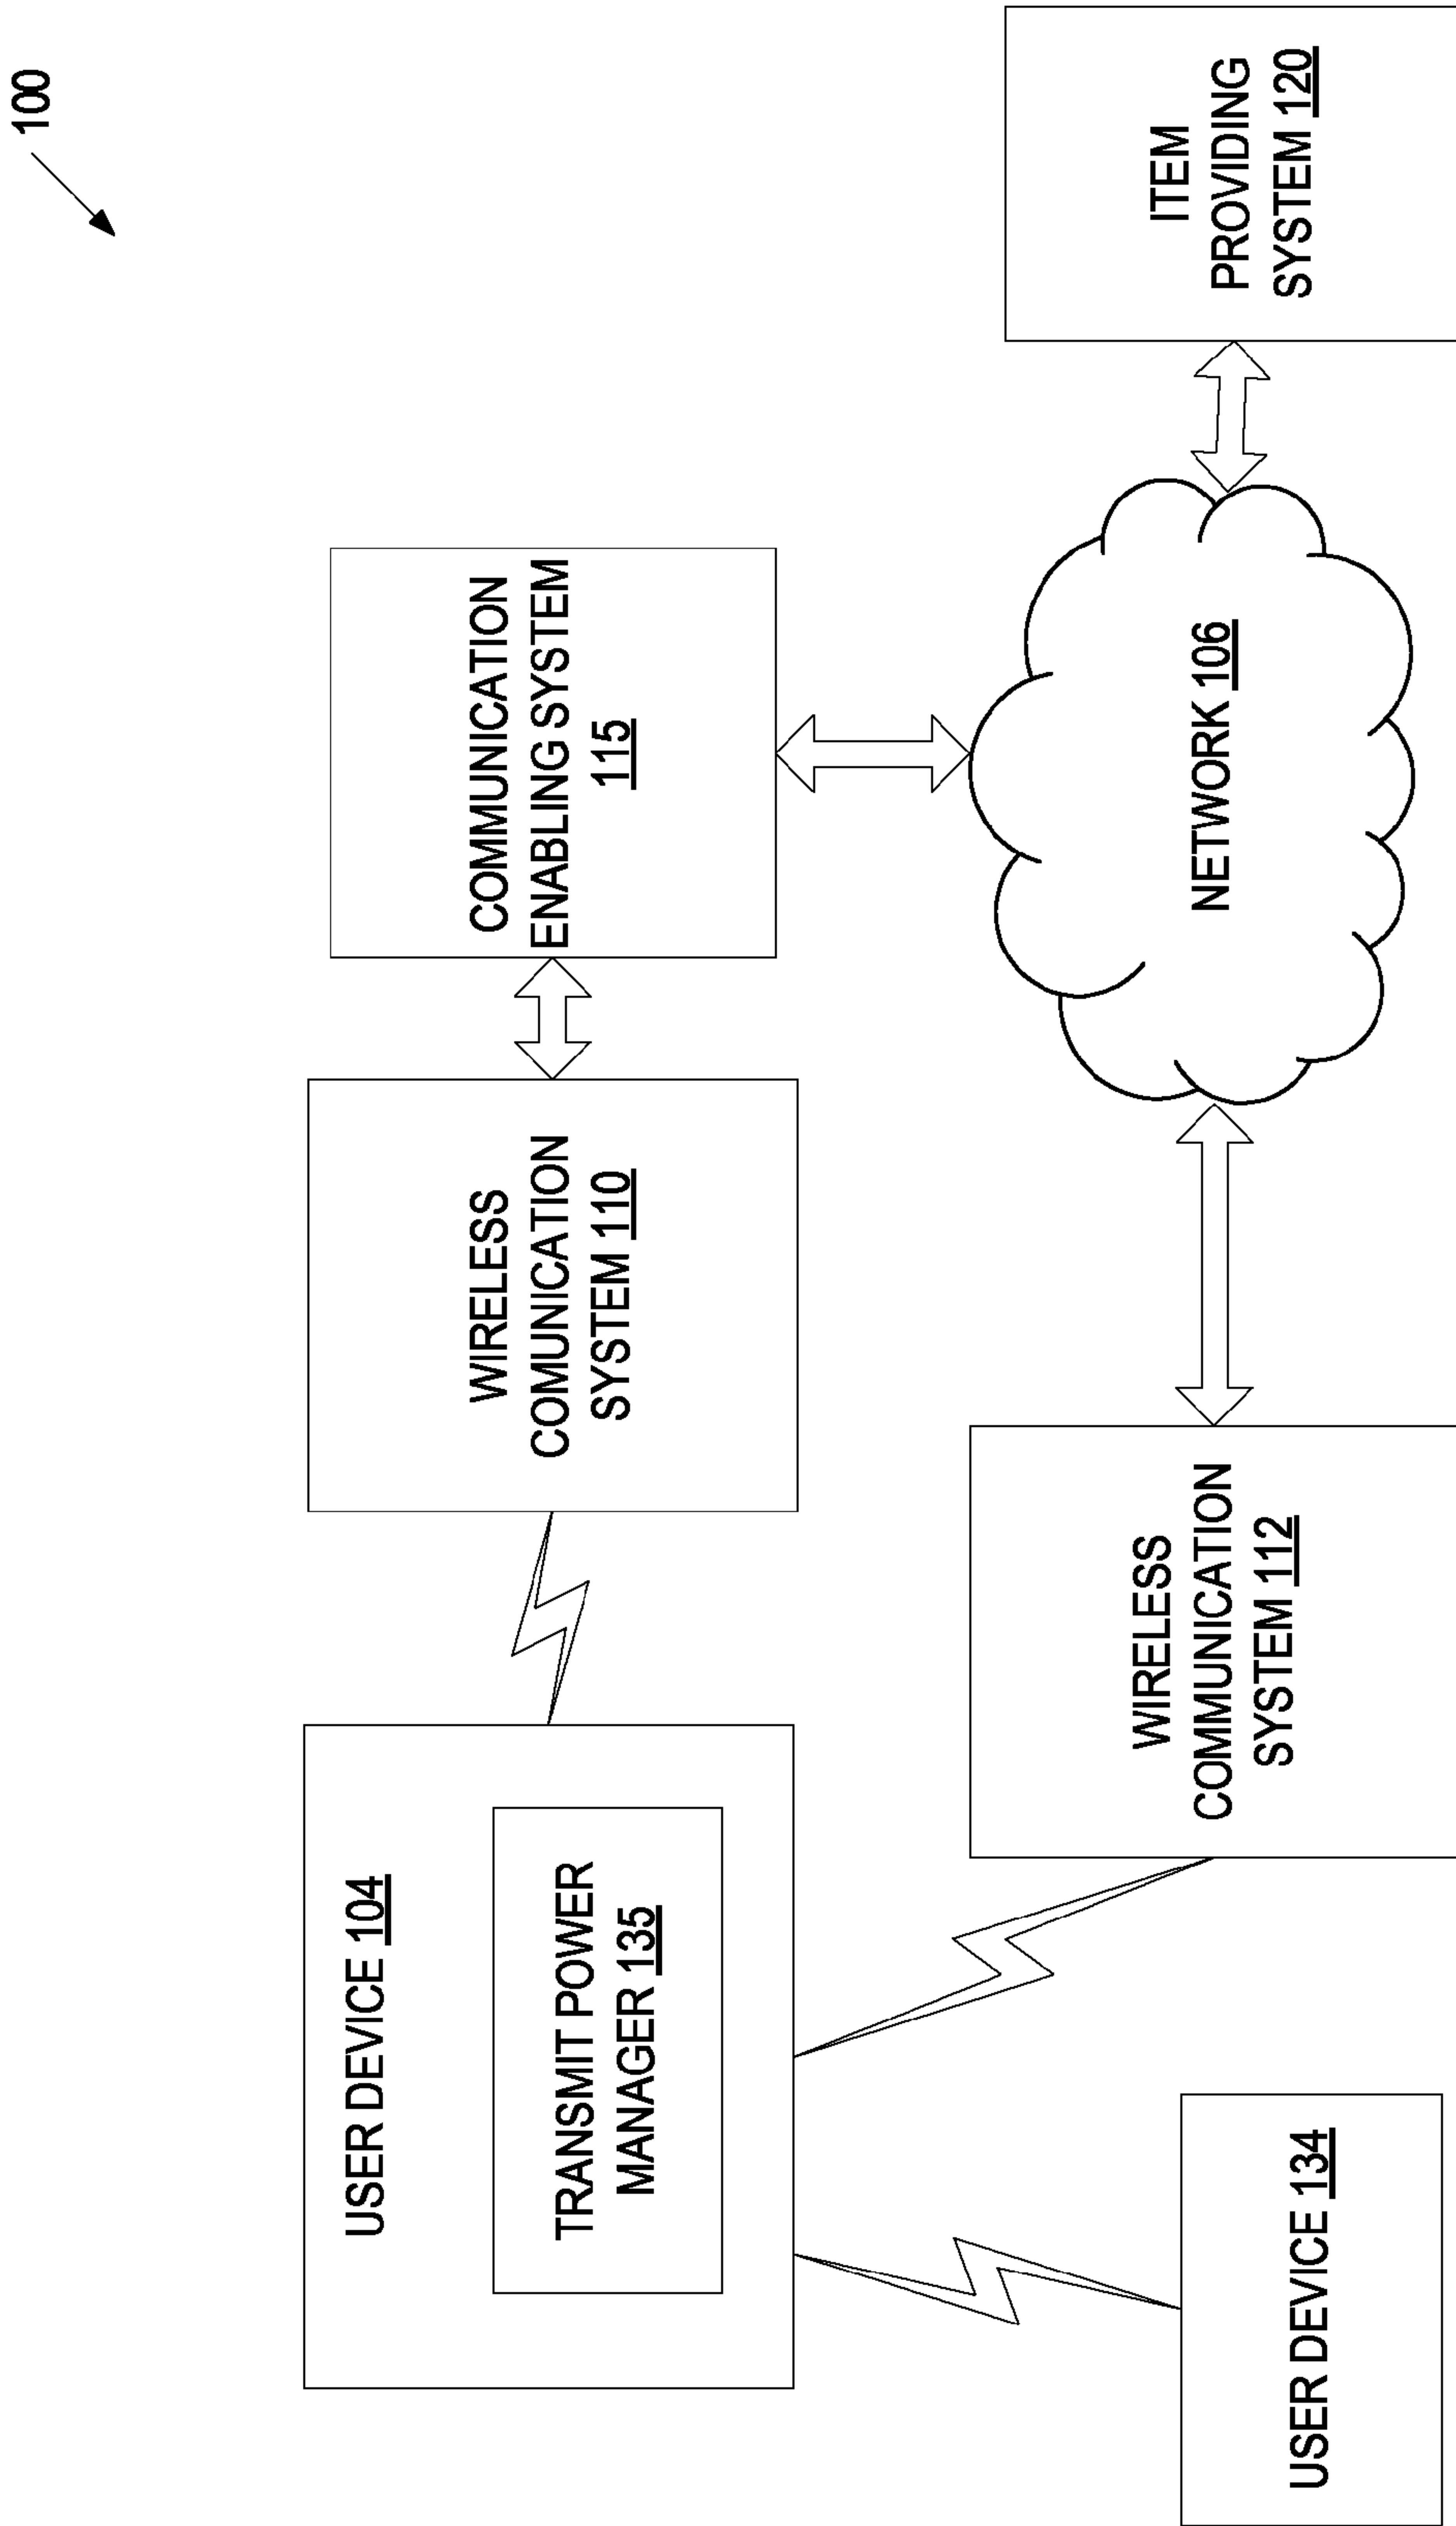 100
USER DEVICE 104
TRANSMIT POWER
MANAGER 135
WIRELESS
COMUNICATION
SYSTEM 110
COMMUNICATION
ENABLING SYSTEM
115
USER DEVICE 134
WIRELESS
COMMUNICATION
SYSTEM 112
NETWORK 106
ITEM
PROVIDING
SYSTEM 120